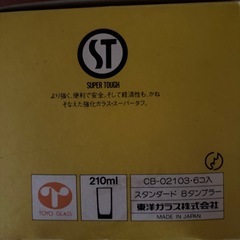 ST
SUPER TOUGH
より強く、便利で安全。そして経済性も、かね
そなえた強化ガラス・スーパータフ。
TOYO GLASS
210ml
CB-02103・6コ入
スタンダード 8タンブラー
東洋ガラス株式会社
MADE IN JAPAN